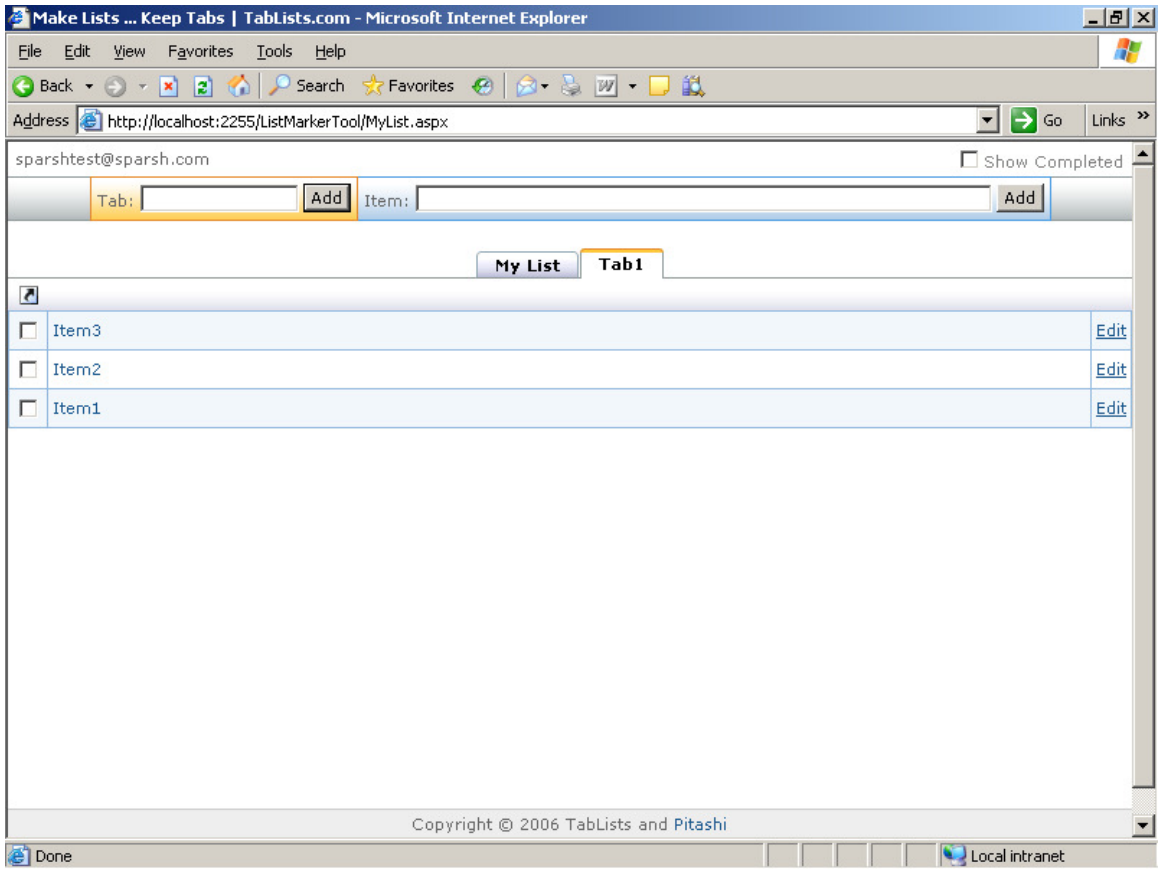 Make Lists ... Keep Tabs | TabLists.com - Microsoft Internet Explorer
File Edit View Favorites Tools Help
Back Search Favorites
Address http://localhost:2255/ListMarkerTool/MyList.aspx Go Links »
sparshtest@sparsh.com Show Completed
Tab: Add Item: Add
My List Tab1
Item3 Edit
Item2 Edit
Item1 Edit
Copyright © 2006 TabLists and Pitashi
Done Local intranet